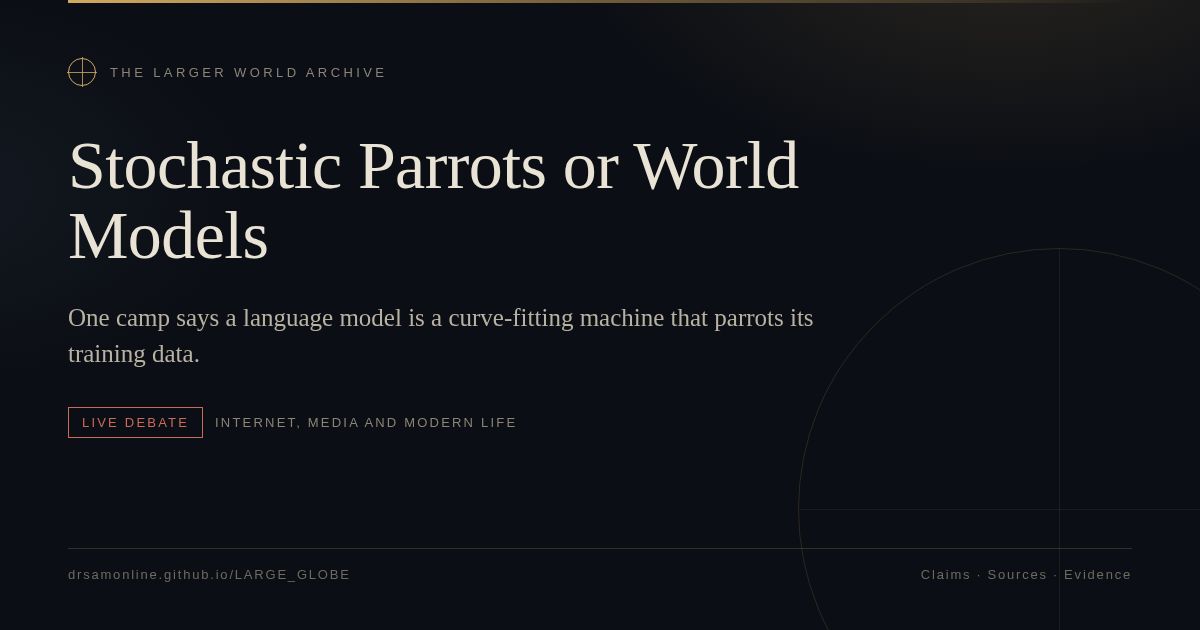 THE LARGER WORLD ARCHIVE
Stochastic Parrots or World
Models
One camp says a language model is a curve-fitting machine that parrots its
training data.
LIVE DEBATE INTERNET, MEDIA AND MODERN LIFE
drsamonline.github.io/LARGE_GLOBE
Claims · Sources · Evidence